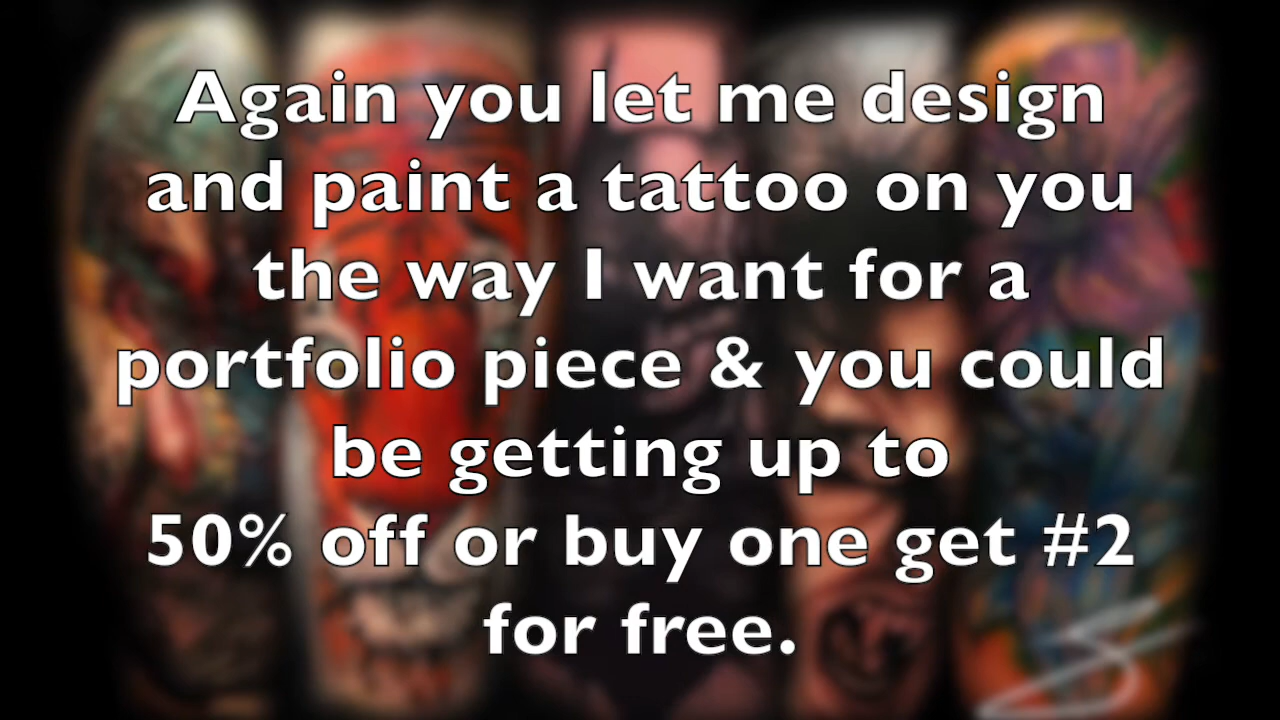 Again you let me design
and paint a tattoo on you
the way I want for a
portfolio piece & you could
be getting up to
50% off or buy one get #2
for free.